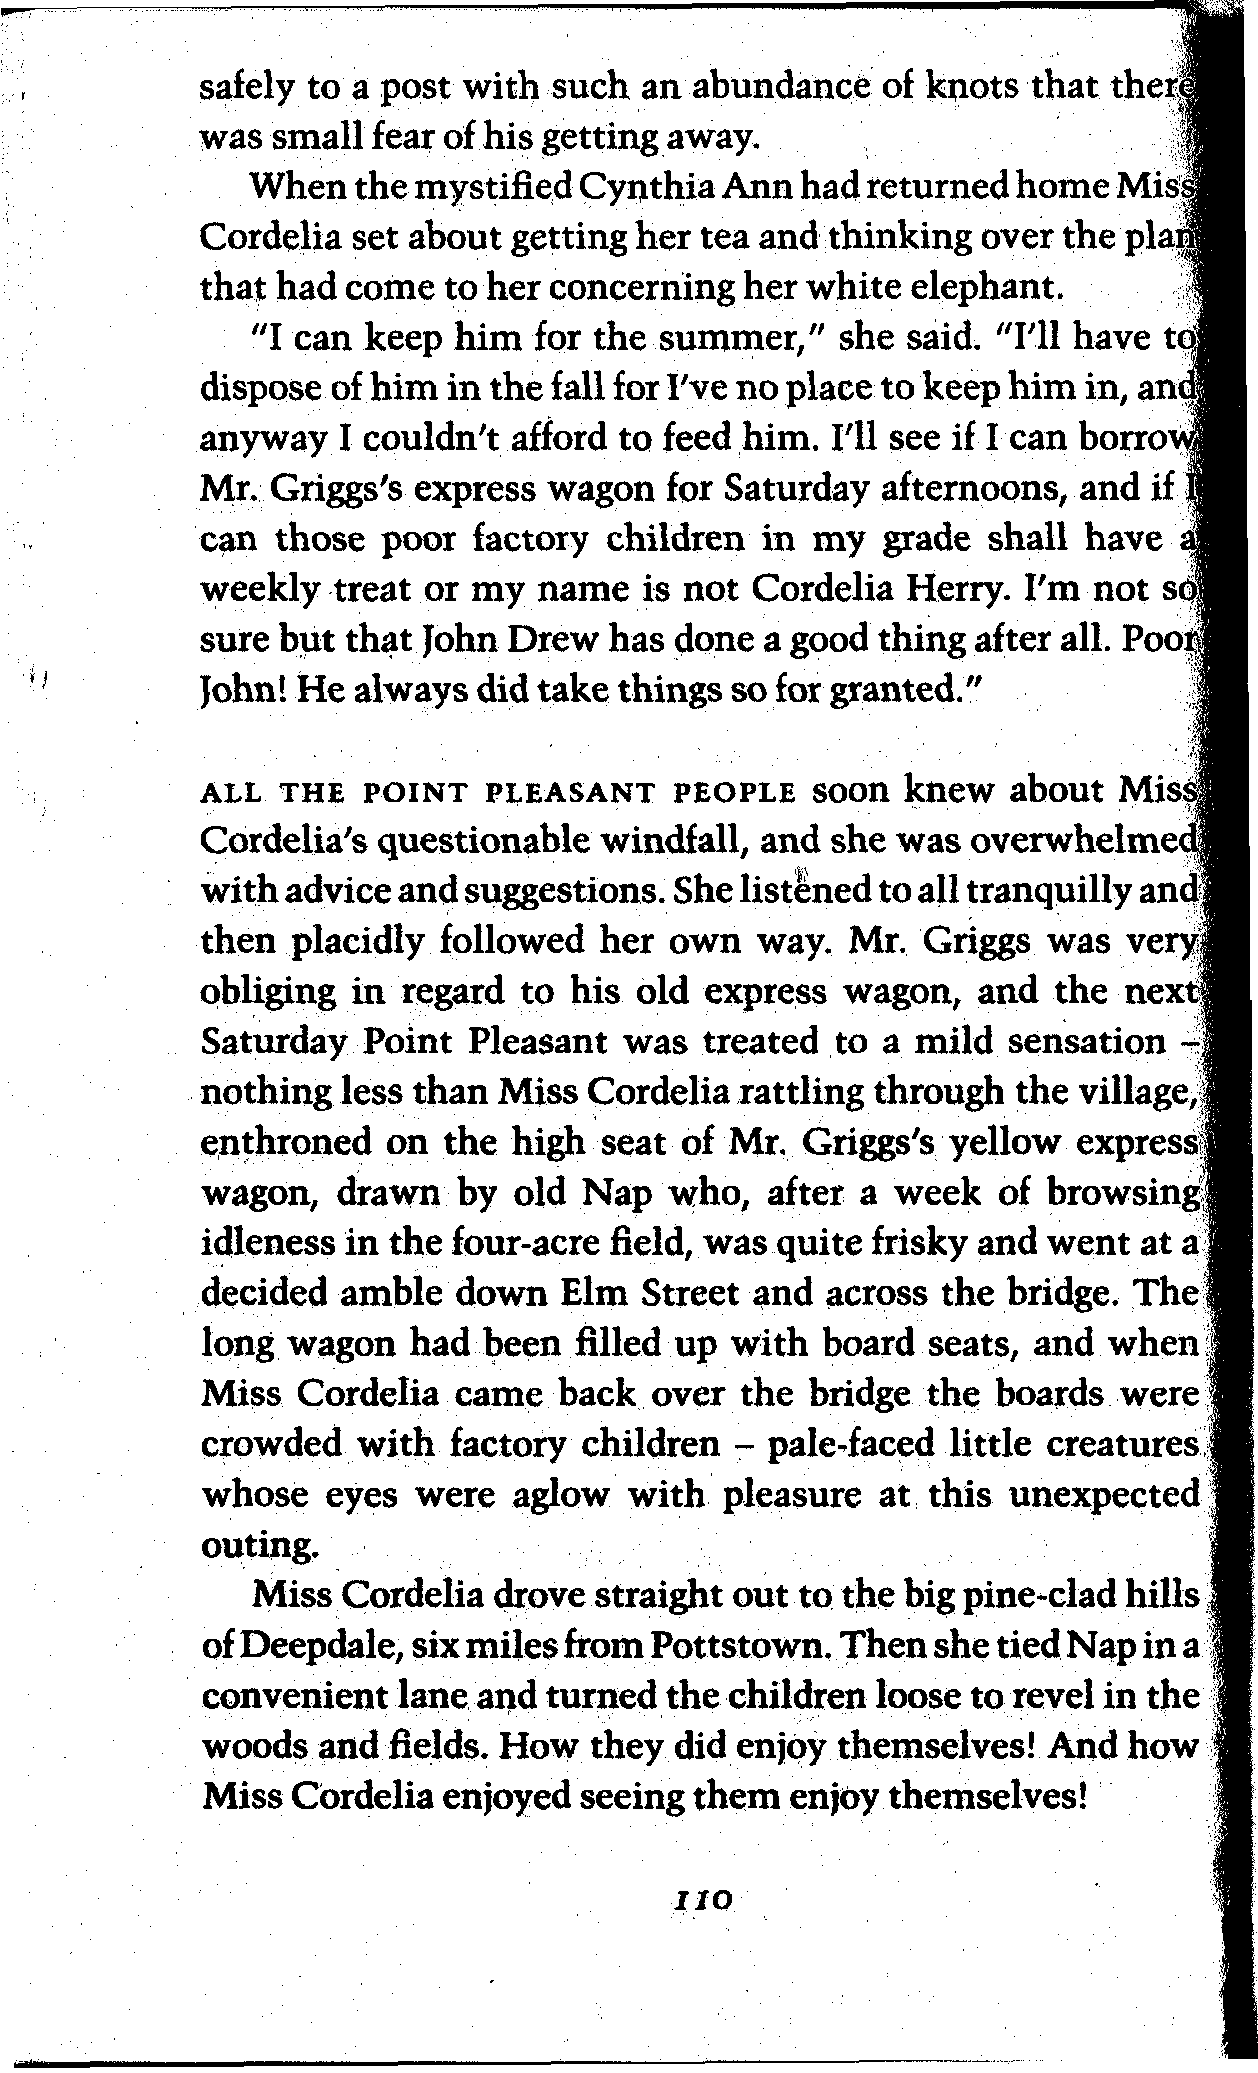 safely to a post with such an abundance of knots that there
was small fear of his getting away.
When the mystified Cynthia Ann had returned home Miss
Cordelia set about getting her tea and thinking over the plan
that had come to her concerning her white elephant.
"I can keep him for the summer," she said. "I'll have to
dispose of him in the fall for I've no place to keep him in, and
anyway I couldn't afford to feed him. I'll see if I can borrow
Mr. Griggs's express wagon for Saturday afternoons, and if I
can those poor factory children in my grade shall have a
weekly treat or my name is not Cordelia Herry. I'm not so
sure but that John Drew has done a good thing after all. Poor
John! He always did take things so for granted."
ALL THE POINT PLEASANT PEOPLE soon knew about Miss
Cordelia's questionable windfall, and she was overwhelmed
with advice and suggestions. She listened to all tranquilly and
then placidly followed her own way. Mr. Griggs was very
obliging in regard to his old express wagon, and the next
Saturday Point Pleasant was treated to a mild sensation –
nothing less than Miss Cordelia rattling through the village,
enthroned on the high seat of Mr. Griggs's yellow express
wagon, drawn by old Nap who, after a week of browsing
idleness in the four-acre field, was quite frisky and went at a
decided amble down Elm Street and across the bridge. The
long wagon had been filled up with board seats, and when
Miss Cordelia came back over the bridge the boards were
crowded with factory children – pale-faced little creatures
whose eyes were aglow with pleasure at this unexpected
outing.
Miss Cordelia drove straight out to the big pine-clad hills
of Deepdale, six miles from Pottstown. Then she tied Nap in a
convenient lane and turned the children loose to revel in the
woods and fields. How they did enjoy themselves! And how
Miss Cordelia enjoyed seeing them enjoy themselves!
110